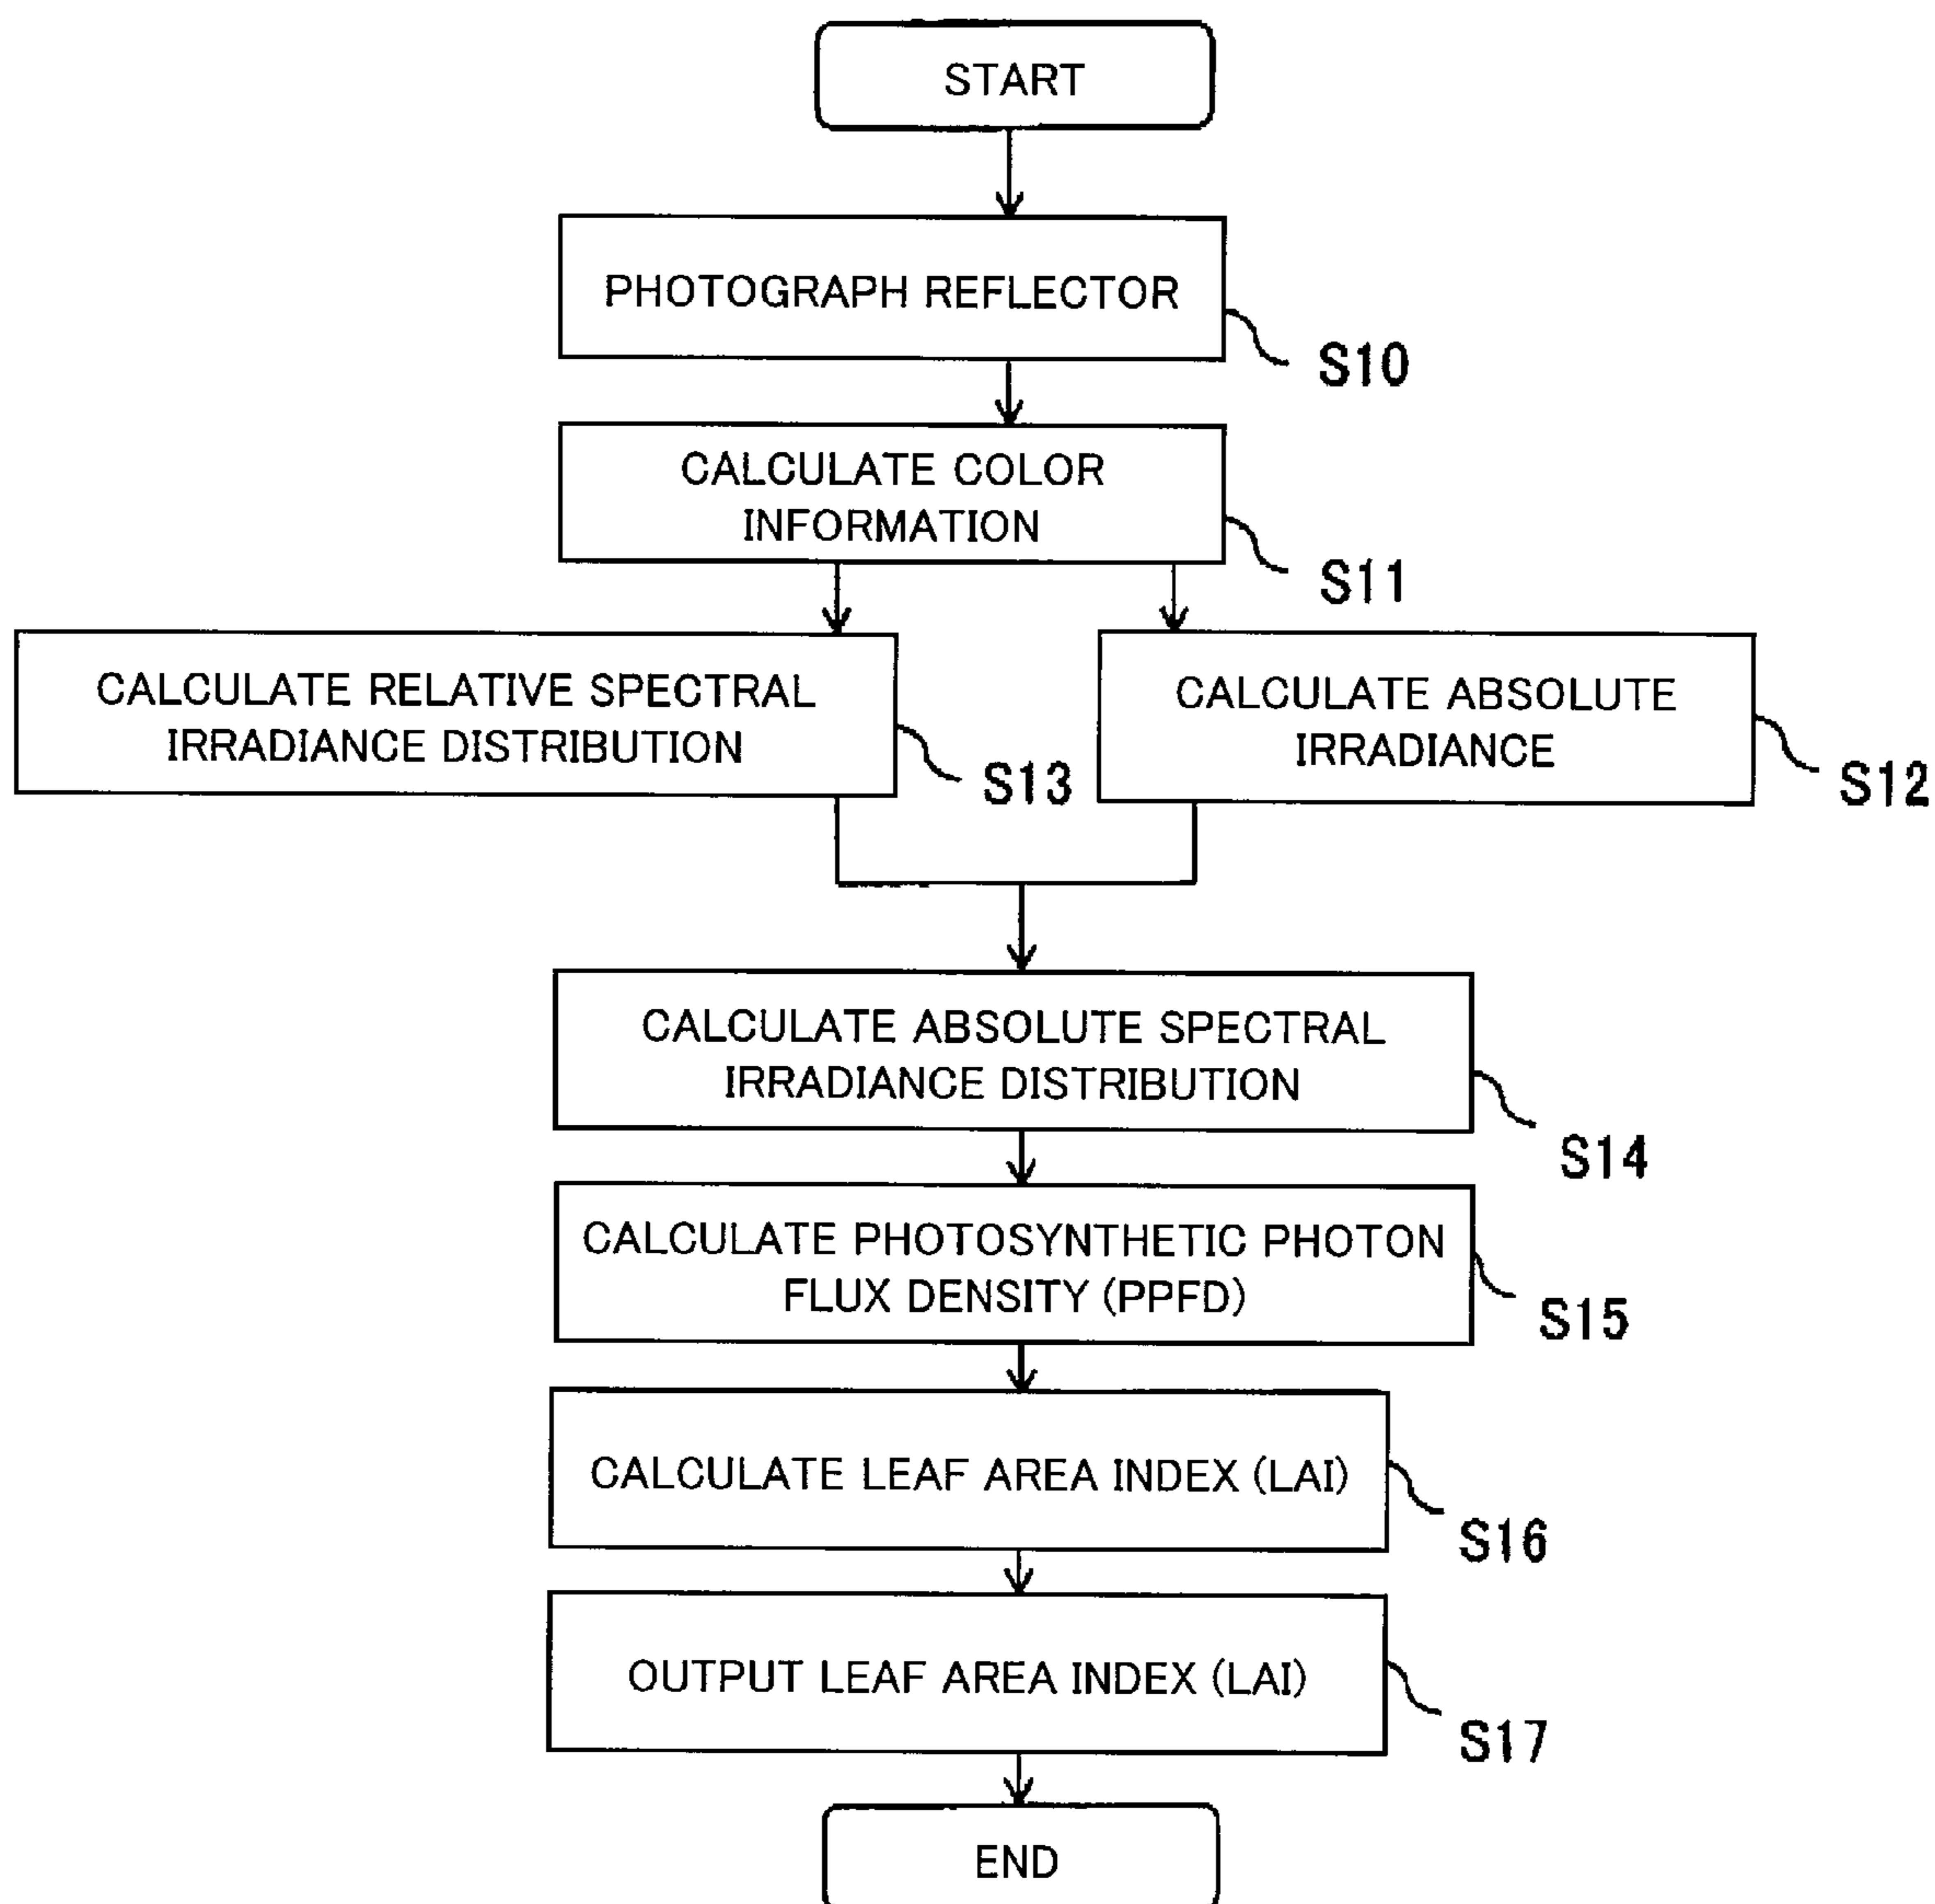 START
PHOTOGRAPH REFLECTOR
S10
CALCULATE COLOR
INFORMATION
S11
CALCULATE RELATIVE SPECTRAL
IRRADIANCE DISTRIBUTION
S13
CALCULATE ABSOLUTE
IRRADIANCE
S12
CALCULATE ABSOLUTE SPECTRAL
IRRADIANCE DISTRIBUTION
S14
CALCULATE PHOTOSYNTHETIC PHOTON
FLUX DENSITY (PPFD)
S15
CALCULATE LEAF AREA INDEX (LAI)
S16
OUTPUT LEAF AREA INDEX (LAI)
S17
END